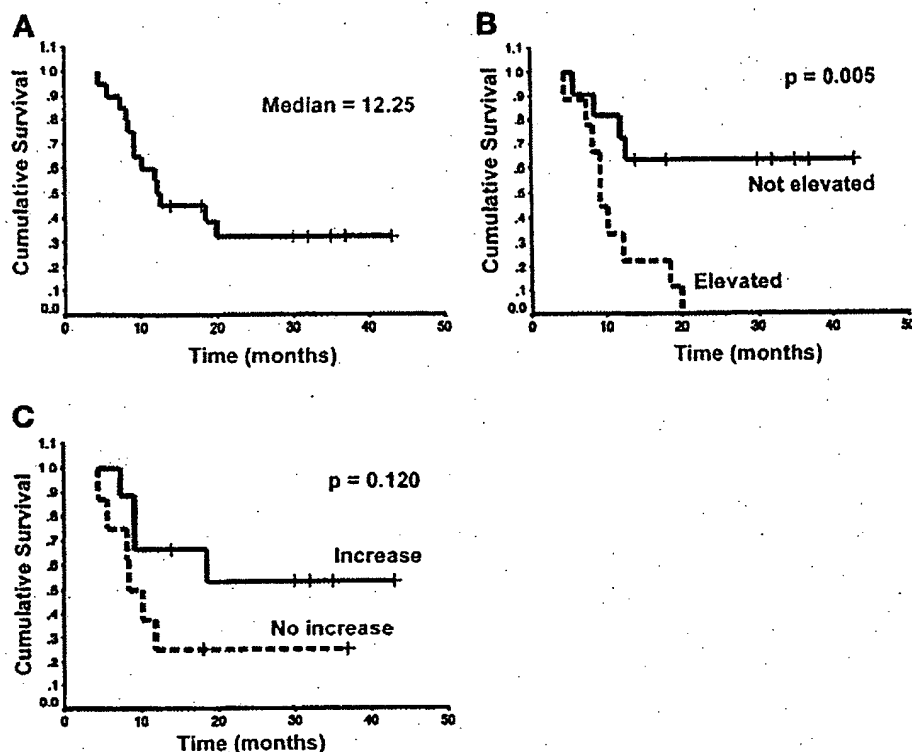 A
Cumulative Survival
1.1
1.0
.9
.8
.7
.6
.5
.4
.3
.2
.1
0.0
Median = 12.25
0 10 20 30 40 50
Time (months)
B
Cumulative Survival
1.1
1.0
.9
.8
.7
.6
.5
.4
.3
.2
.1
0.0
p = 0.005
Not elevated
Elevated
0 10 20 30 40 50
Time (months)
C
Cumulative Survival
1.1
1.0
.9
.8
.7
.6
.5
.4
.3
.2
.1
0.0
p = 0.120
Increase
No increase
0 10 20 30 40 50
Time (months)